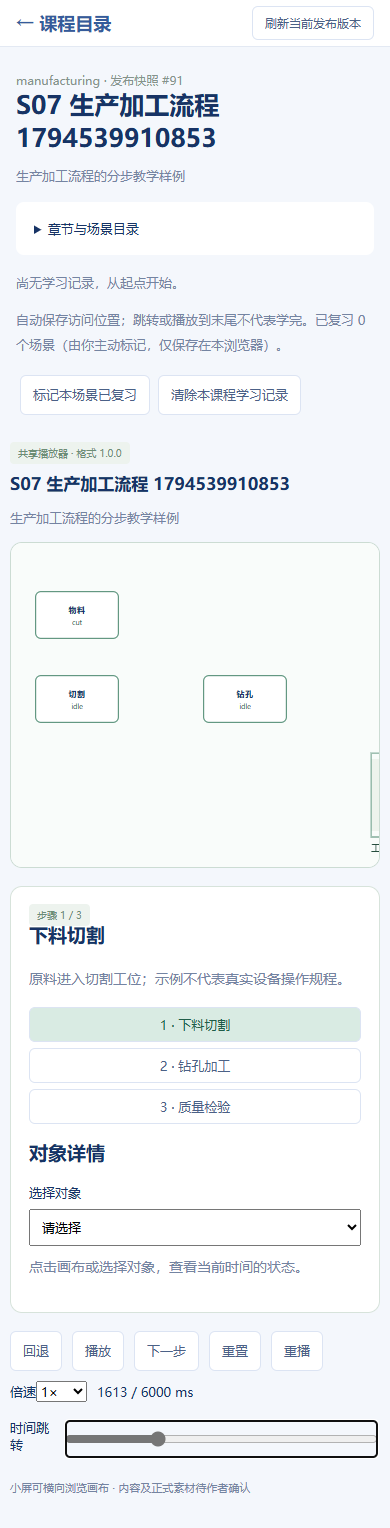 ← 课程目录
刷新当前发布版本
manufacturing · 发布快照 #91
S07 生产加工流程
1794539910853
生产加工流程的分步教学样例
▶ 章节与场景目录
尚无学习记录，从起点开始。
自动保存访问位置；跳转或播放到末尾不代表学完。已复习 0
个场景（由你主动标记，仅保存在本浏览器）。
标记本场景已复习
清除本课程学习记录
共享播放器 · 格式 1.0.0
S07 生产加工流程 1794539910853
生产加工流程的分步教学样例
物料
cut
切割
idle
钻孔
idle
步骤 1 / 3
下料切割
原料进入切割工位；示例不代表真实设备操作规程。
1 · 下料切割
2 · 钻孔加工
3 · 质量检验
对象详情
选择对象
请选择
点击画布或选择对象，查看当前时间的状态。
回退
播放
下一步
重置
重播
倍速 1× 1613 / 6000 ms
时间跳
转
小屏可横向浏览画布 · 内容及正式素材待作者确认